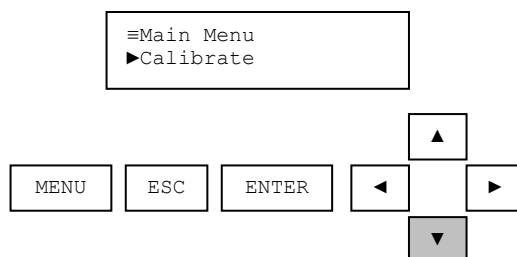 ≡Main Menu
►Calibrate
▲
MENU ESC ENTER ◄ ►
▼